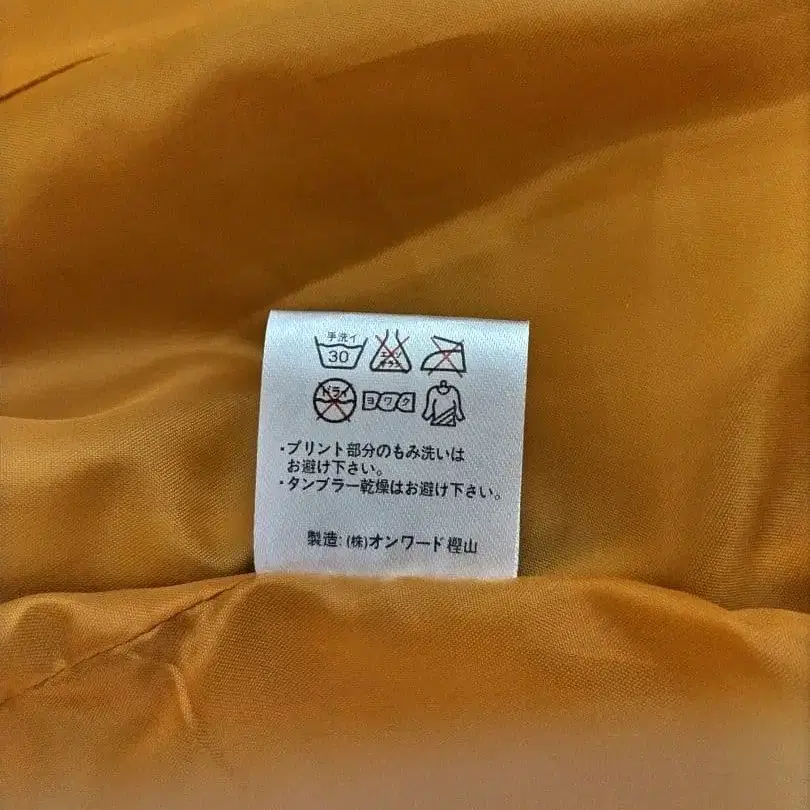 手洗イ
30
エンソ
サラシ
ドライ
ヨワク
・プリント部分のもみ洗いは
お避け下さい。
・タンブラー乾燥はお避け下さい。
製造: (株)オンワード樫山